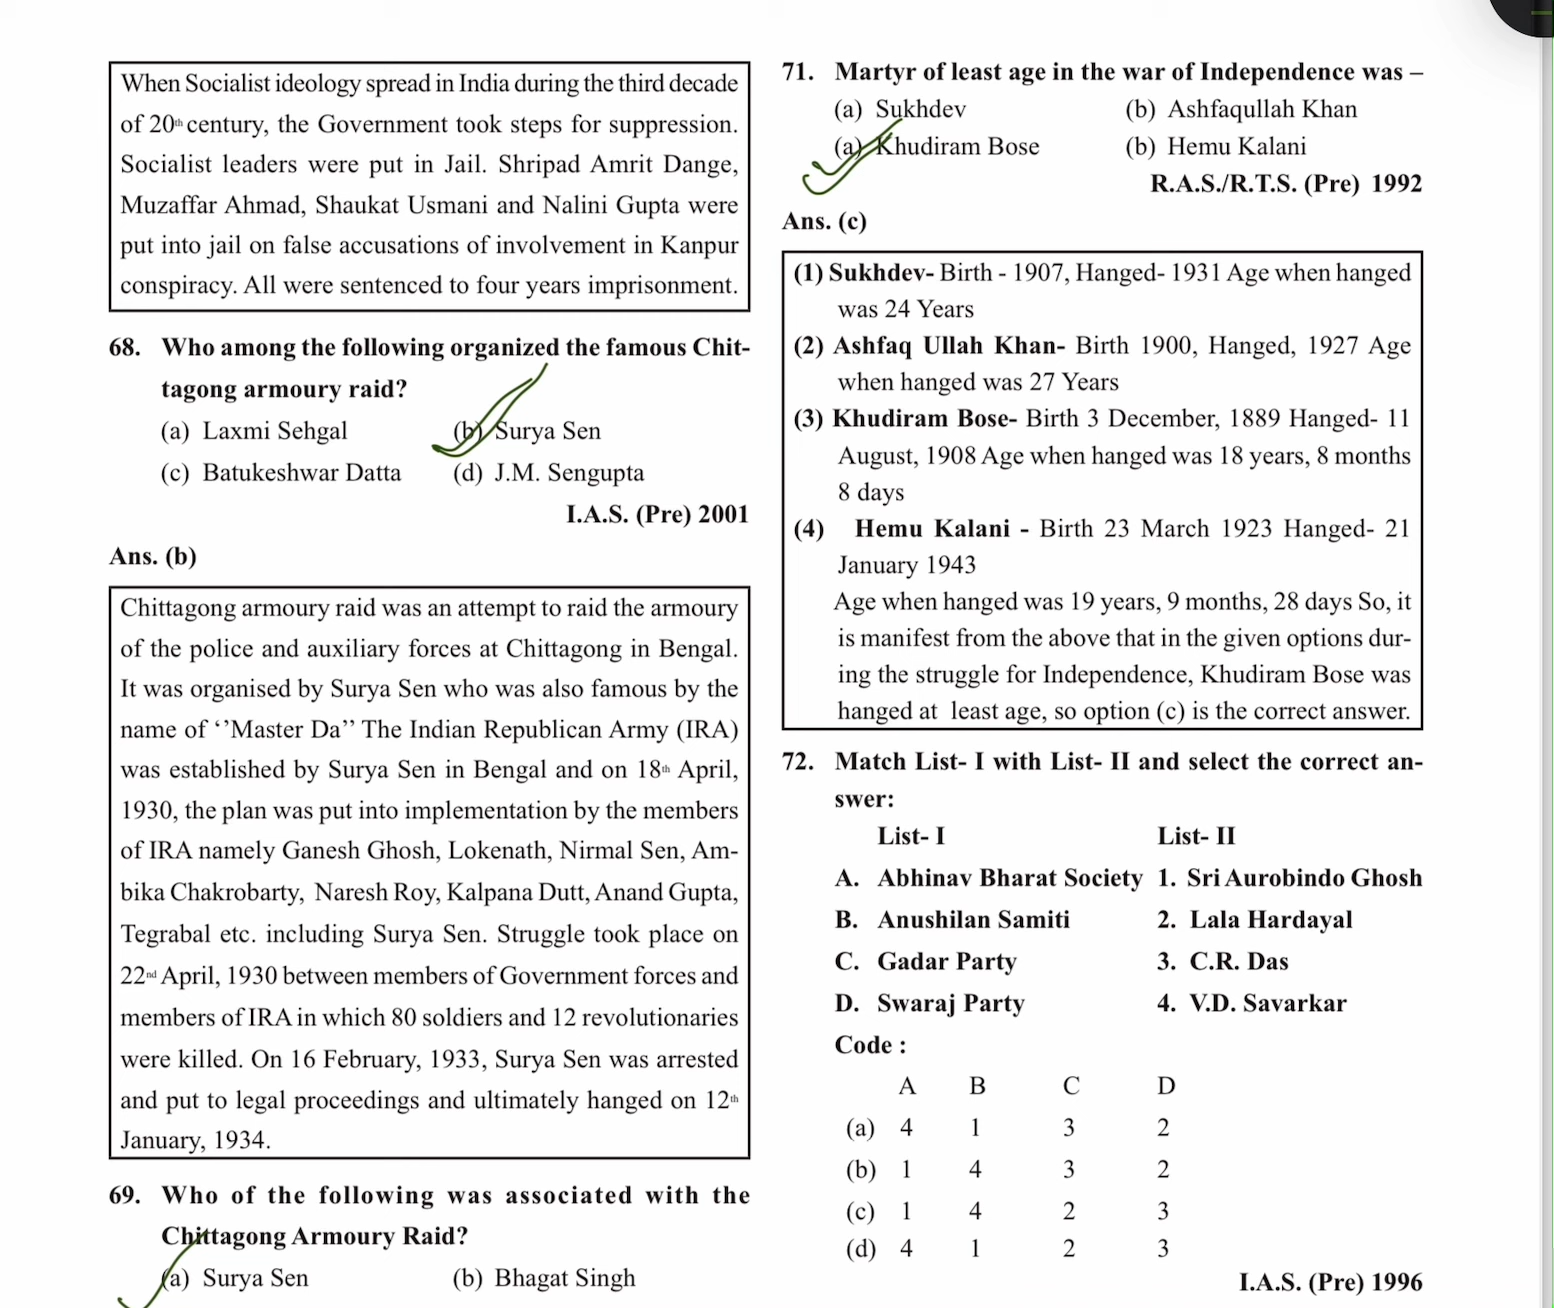 When Socialist ideology spread in India during the third decade
of 20th century, the Government took steps for suppression.
Socialist leaders were put in Jail. Shripad Amrit Dange,
Muzaffar Ahmad, Shaukat Usmani and Nalini Gupta were
put into jail on false accusations of involvement in Kanpur
conspiracy. All were sentenced to four years imprisonment.
68. Who among the following organized the famous Chit-
tagong armoury raid?
(a) Laxmi Sehgal (b) Surya Sen
(c) Batukeshwar Datta (d) J.M. Sengupta
I.A.S. (Pre) 2001
Ans. (b)
Chittagong armoury raid was an attempt to raid the armoury
of the police and auxiliary forces at Chittagong in Bengal.
It was organised by Surya Sen who was also famous by the
name of ‘’Master Da’’ The Indian Republican Army (IRA)
was established by Surya Sen in Bengal and on 18th April,
1930, the plan was put into implementation by the members
of IRA namely Ganesh Ghosh, Lokenath, Nirmal Sen, Am-
bika Chakrobarty, Naresh Roy, Kalpana Dutt, Anand Gupta,
Tegrabal etc. including Surya Sen. Struggle took place on
22nd April, 1930 between members of Government forces and
members of IRA in which 80 soldiers and 12 revolutionaries
were killed. On 16 February, 1933, Surya Sen was arrested
and put to legal proceedings and ultimately hanged on 12th
January, 1934.
69. Who of the following was associated with the
Chittagong Armoury Raid?
(a) Surya Sen (b) Bhagat Singh
71. Martyr of least age in the war of Independence was –
(a) Sukhdev (b) Ashfaqullah Khan
(a) Khudiram Bose (b) Hemu Kalani
R.A.S./R.T.S. (Pre) 1992
Ans. (c)
(1) Sukhdev- Birth - 1907, Hanged- 1931 Age when hanged
was 24 Years
(2) Ashfaq Ullah Khan- Birth 1900, Hanged, 1927 Age
when hanged was 27 Years
(3) Khudiram Bose- Birth 3 December, 1889 Hanged- 11
August, 1908 Age when hanged was 18 years, 8 months
8 days
(4) Hemu Kalani - Birth 23 March 1923 Hanged- 21
January 1943
Age when hanged was 19 years, 9 months, 28 days So, it
is manifest from the above that in the given options dur-
ing the struggle for Independence, Khudiram Bose was
hanged at least age, so option (c) is the correct answer.
72. Match List- I with List- II and select the correct an-
swer:
List- I List- II
A. Abhinav Bharat Society 1. Sri Aurobindo Ghosh
B. Anushilan Samiti 2. Lala Hardayal
C. Gadar Party 3. C.R. Das
D. Swaraj Party 4. V.D. Savarkar
Code :
A B C D
(a) 4 1 3 2
(b) 1 4 3 2
(c) 1 4 2 3
(d) 4 1 2 3
I.A.S. (Pre) 1996